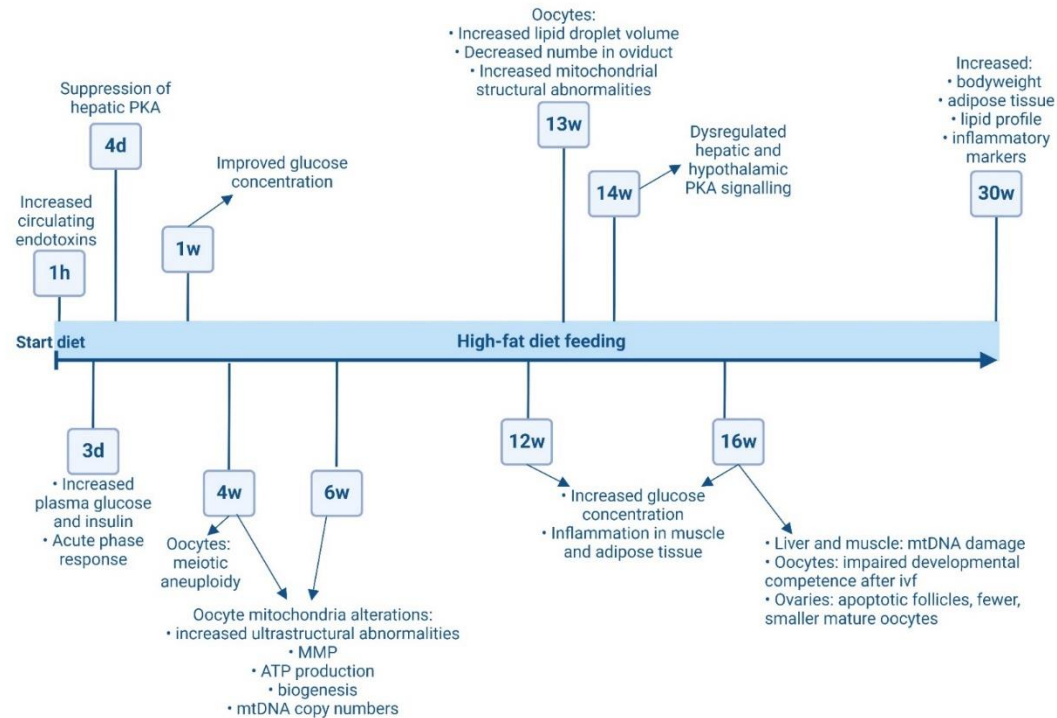 Suppression of
hepatic PKA
4d
Increased
circulating
endotoxins
1h
Improved glucose
concentration
1w
Oocytes:
• Increased lipid droplet volume
• Decreased numbe in oviduct
• Increased mitochondrial
structural abnormalities
13w
Dysregulated
hepatic and
hypothalamic
PKA signalling
14w
Increased:
• bodyweight
• adipose tissue
• lipid profile
• inflammatory
markers
30w
Start diet
High-fat diet feeding
3d
• Increased
plasma glucose
and insulin
• Acute phase
response
4w
Oocytes:
meiotic
aneuploidy
6w
Oocyte mitochondria alterations:
• increased ultrastructural abnormalities
• MMP
• ATP production
• biogenesis
• mtDNA copy numbers
12w
16w
• Increased glucose
concentration
• Inflammation in muscle
and adipose tissue
• Liver and muscle: mtDNA damage
• Oocytes: impaired developmental
competence after ivf
• Ovaries: apoptotic follicles, fewer,
smaller mature oocytes